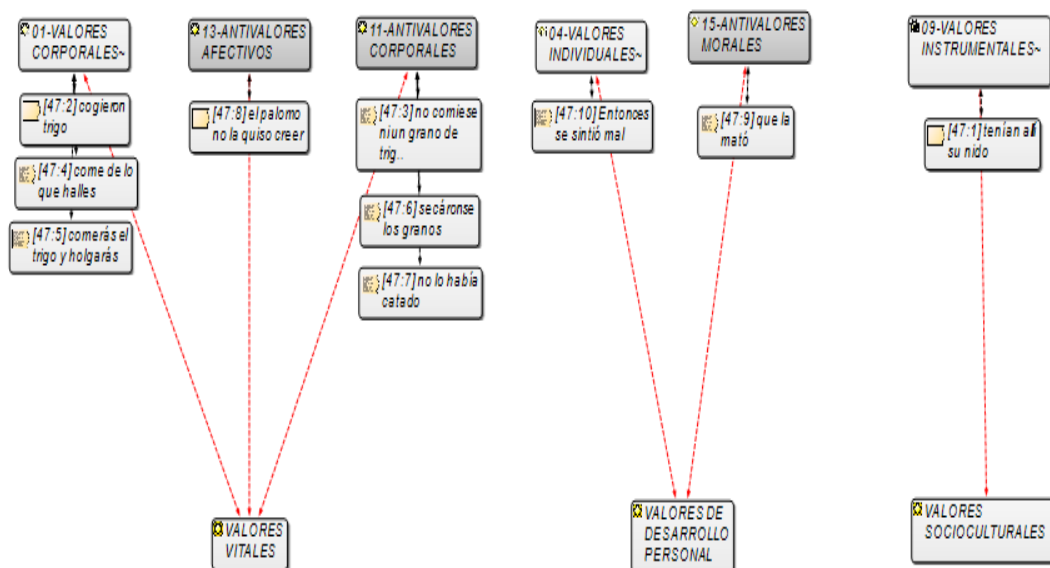 01-VALORES
CORPORALES~
13-ANTIVALORES
AFECTIVOS
11-ANTIVALORES
CORPORALES
04-VALORES
INDIVIDUALES~
15-ANTIVALORES
MORALES
09-VALORES
INSTRUMENTALES~
[47:2] cogieron
trigo
[47:4] come de lo
que halles
[47:5] comerás el
trigo y holgarás
[47:8] el palomo
no la quiso creer
[47:3] no comiese
ni un grano de
trig..
[47:6] secáronse
los granos
[47:7] no lo había
catado
[47:10] Entonces
se sintió mal
[47:9] que la
mató
[47:1] tenían allí
su nido
VALORES
VITALES
VALORES DE
DESARROLLO
PERSONAL
VALORES
SOCIOCULTURALES